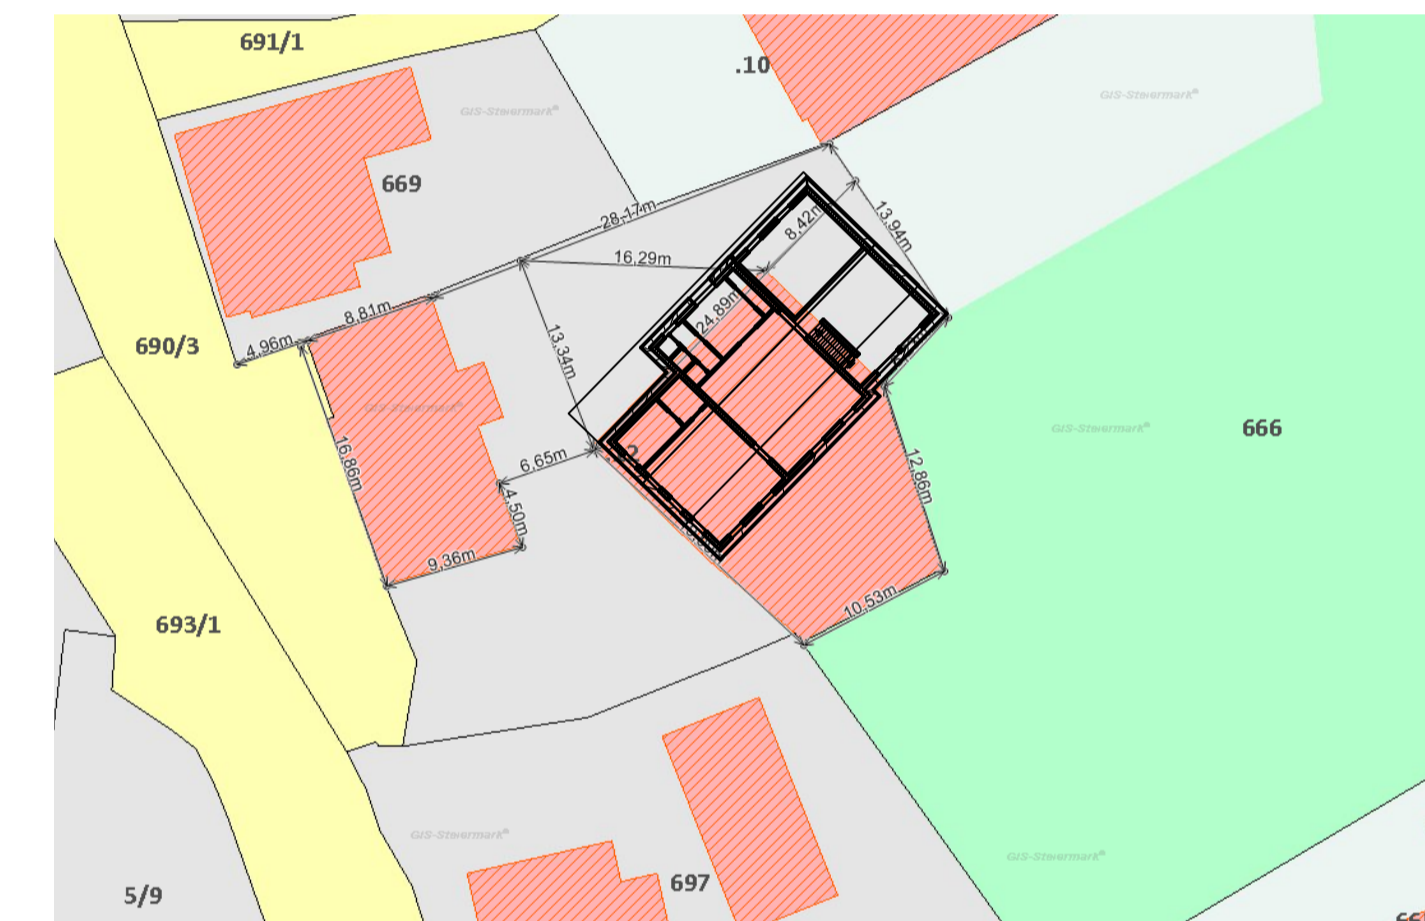 691/1
.10
GIS-Steiermark®
GIS-Steiermark®
669
28,17m
8,42m
13,94m
16,29m
24,89m
8,81m
4,96m
690/3
13,34m
GIS-Steiermark®
GIS-Steiermark®
666
16,86m
6,65m
4,50m
12,86m
9,36m
10,53m
693/1
GIS-Steiermark®
GIS-Steiermark®
697
5/9